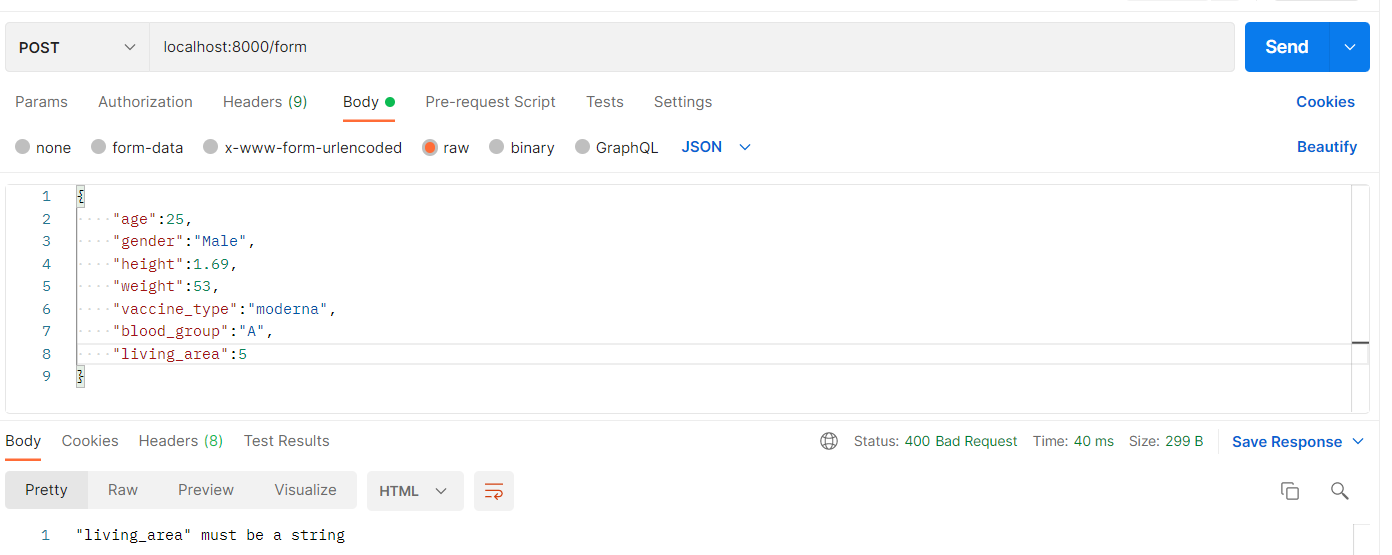 POST localhost:8000/form Send
Params Authorization Headers (9) Body Pre-request Script Tests Settings Cookies
none form-data x-www-form-urlencoded raw binary GraphQL JSON Beautify
1 {
2 "age":25,
3 "gender":"Male",
4 "height":1.69,
5 "weight":53,
6 "vaccine_type":"moderna",
7 "blood_group":"A",
8 "living_area":5
9 }
Body Cookies Headers (8) Test Results Status: 400 Bad Request Time: 40 ms Size: 299 B Save Response
Pretty Raw Preview Visualize HTML
1 "living_area" must be a string